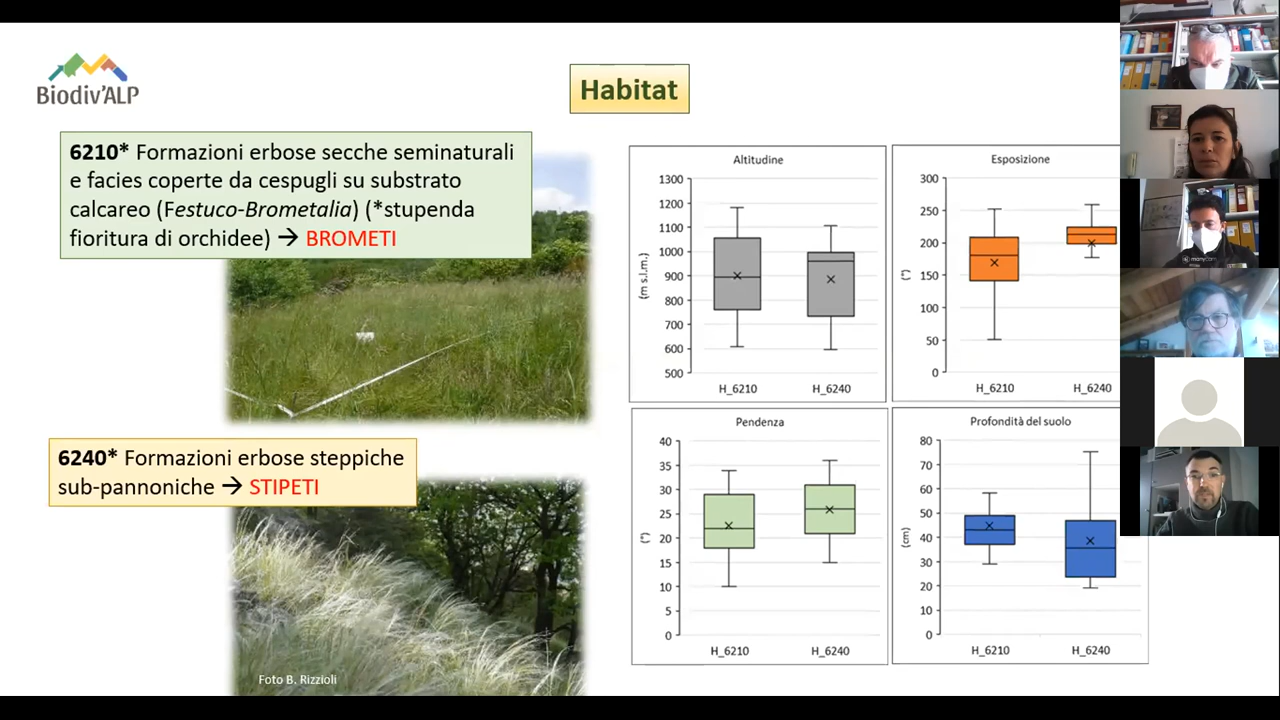 Biodiv'ALP
Habitat
6210* Formazioni erbose secche seminaturali
e facies coperte da cespugli su substrato
calcareo (Festuco-Brometalia) (*stupenda
fioritura di orchidee) → BROMETI
6240* Formazioni erbose steppiche
sub-pannoniche → STIPETI
Foto B. Rizzioli
Altitudine
1300
1200
1100
1000
900
800
700
600
500
(m s.l.m.)
H_6210 H_6240
Esposizione
300
250
200
150
100
50
0
(°)
H_6210 H_6240
Pendenza
40
35
30
25
20
15
10
5
0
(°)
H_6210 H_6240
Profondità del suolo
80
70
60
50
40
30
20
10
0
(cm)
H_6210 H_6240
manycam